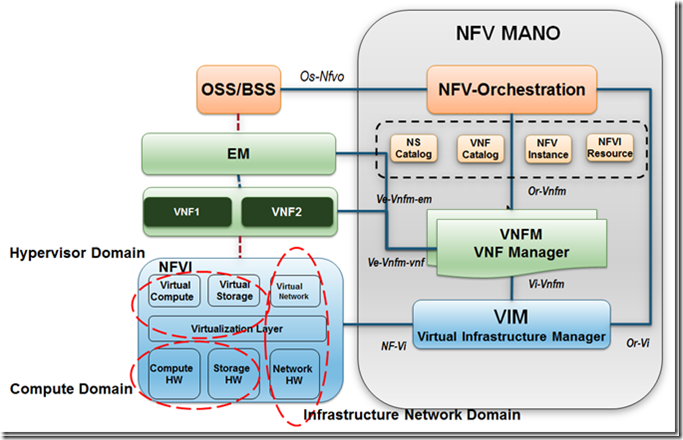 NFV MANO
OSS/BSS
Os-Nfvo
NFV-Orchestration
EM
NS
Catalog
VNF
Catalog
NFV
Instance
NFVI
Resource
Ve-Vnfm-em
Or-Vnfm
VNF1
VNF2
VNFM
VNF Manager
Hypervisor Domain
Ve-Vnfm-vnf
NFVI
Virtual
Compute
Virtual
Storage
Virtual
Network
Vi-Vnfm
Virtualization Layer
VIM
Virtual Infrastructure Manager
NF-Vi
Or-Vi
Compute
HW
Storage
HW
Network
HW
Compute Domain
Infrastructure Network Domain